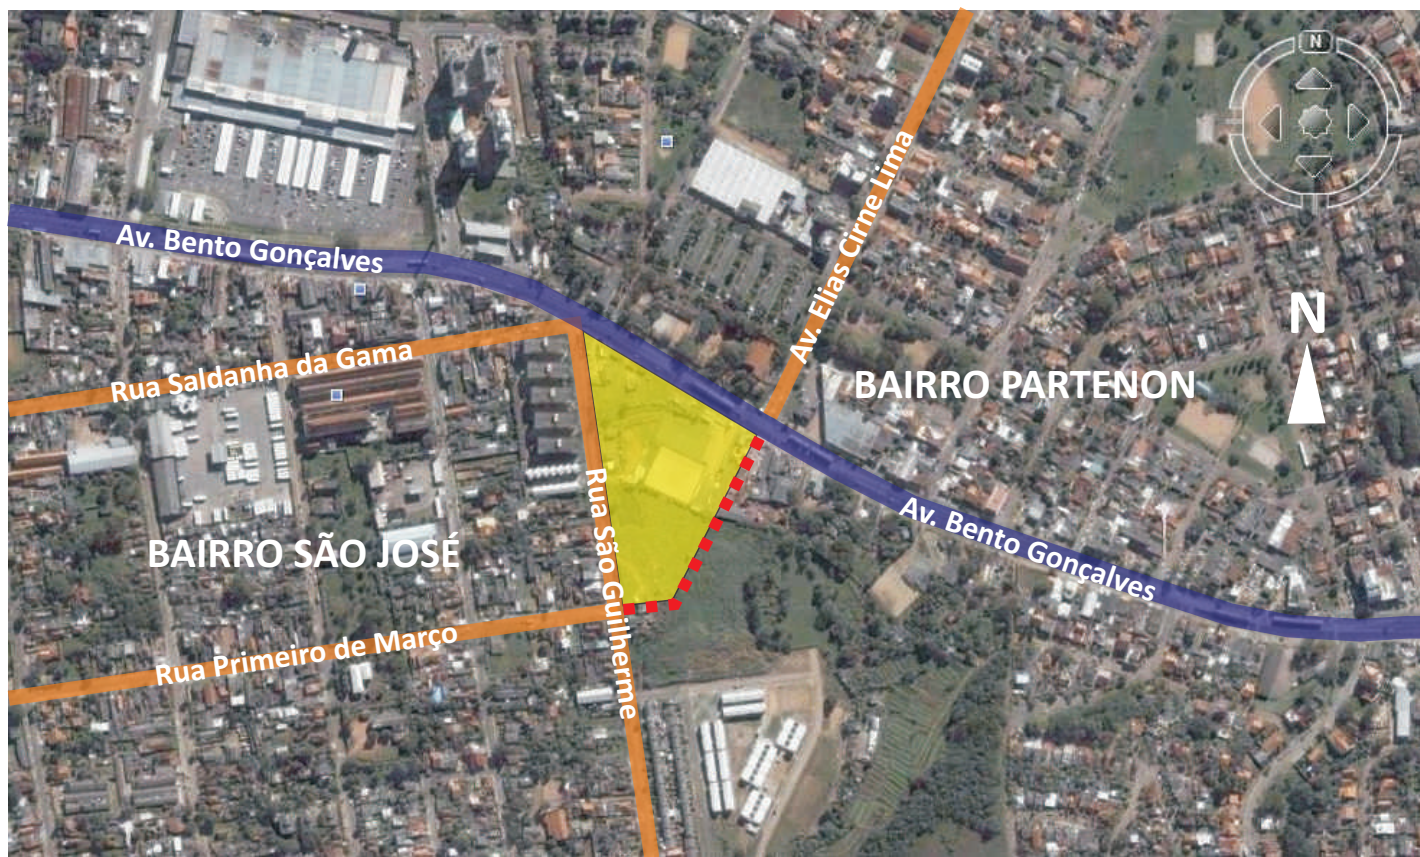 N
Av. Elias Cirne Lima
Av. Bento Gonçalves
N
Rua Saldanha da Gama
BAIRRO PARTENON
Rua São Guilherme
Av. Bento Gonçalves
BAIRRO SÃO JOSÉ
Rua Primeiro de Março